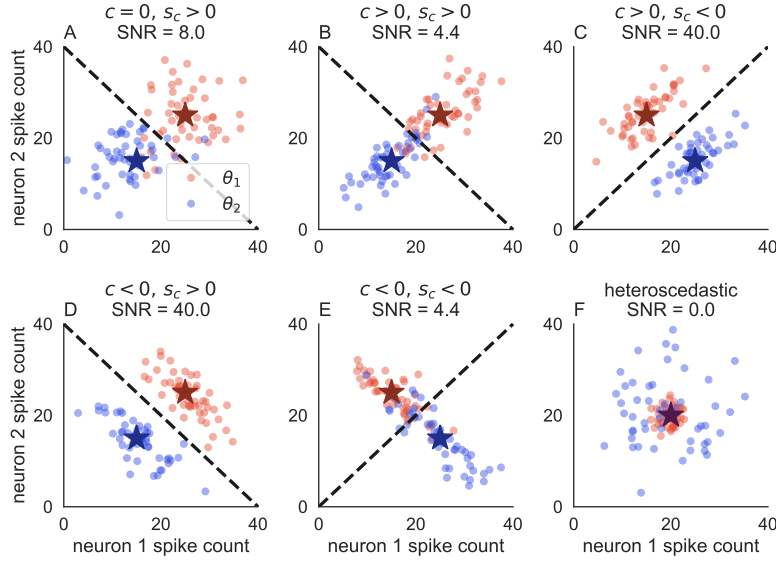 c = 0, s_c > 0
SNR = 8.0
A
40
20
0
0
20
40
neuron 2 spike count
θ₁
θ₂
c > 0, s_c > 0
SNR = 4.4
B
40
20
0
0
20
40
c > 0, s_c < 0
SNR = 40.0
C
40
20
0
0
20
40
c < 0, s_c > 0
SNR = 40.0
D
40
20
0
0
20
40
neuron 2 spike count
neuron 1 spike count
c < 0, s_c < 0
SNR = 4.4
E
40
20
0
0
20
40
neuron 1 spike count
heteroscedastic
SNR = 0.0
F
40
20
0
0
20
40
neuron 1 spike count